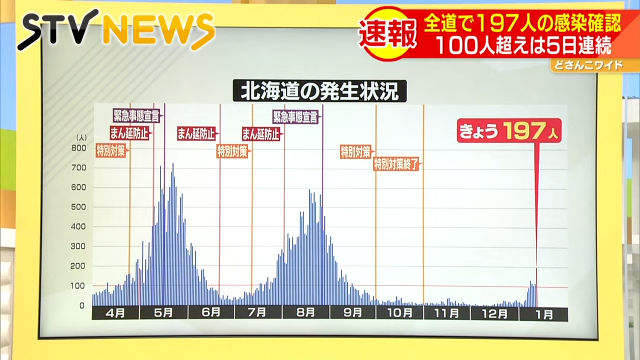 STV NEWS
速報
全道で197人の感染確認
100人超えは5日連続
どさんこワイド
北海道の発生状況
緊急事態宣言
緊急事態宣言
まん延防止
まん延防止
まん延防止
特別対策
特別対策
特別対策
特別対策終了
きょう 197人
(人)
800
700
600
500
400
300
200
100
0
4月
5月
6月
7月
8月
9月
10月
11月
12月
1月